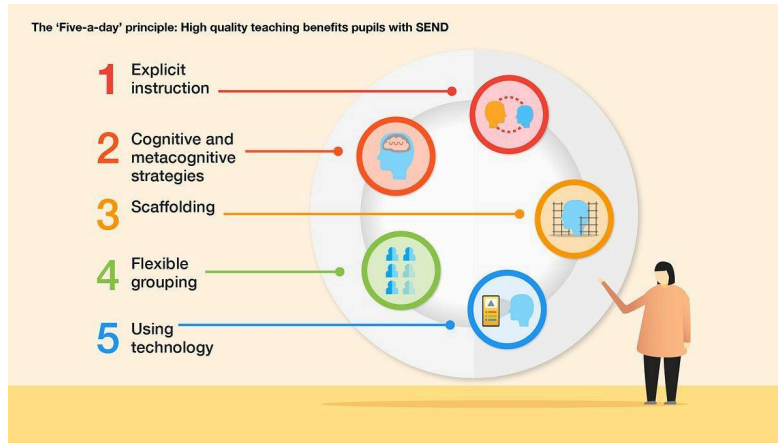 The ‘Five-a-day’ principle: High quality teaching benefits pupils with SEND
1 Explicit
instruction
2 Cognitive and
metacognitive
strategies
3 Scaffolding
4 Flexible
grouping
5 Using
technology